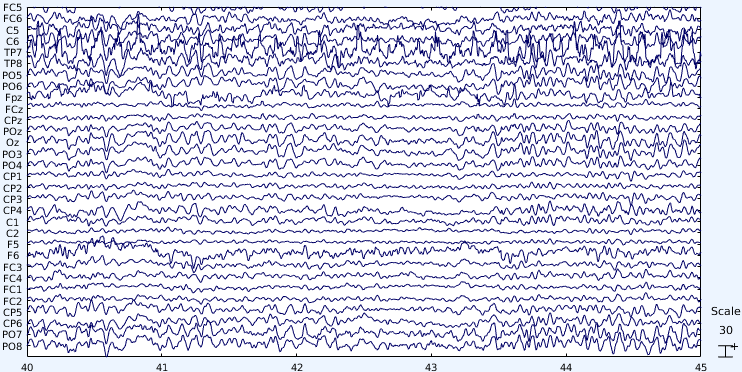 FC5
FC6
C5
C6
TP7
TP8
PO5
PO6
Fpz
FCz
CPz
POz
Oz
PO3
PO4
CP1
CP2
CP3
CP4
C1
C2
F5
F6
FC3
FC4
FC1
FC2
CP5
CP6
PO7
PO8
40 41 42 43 44 45
Scale
30
+